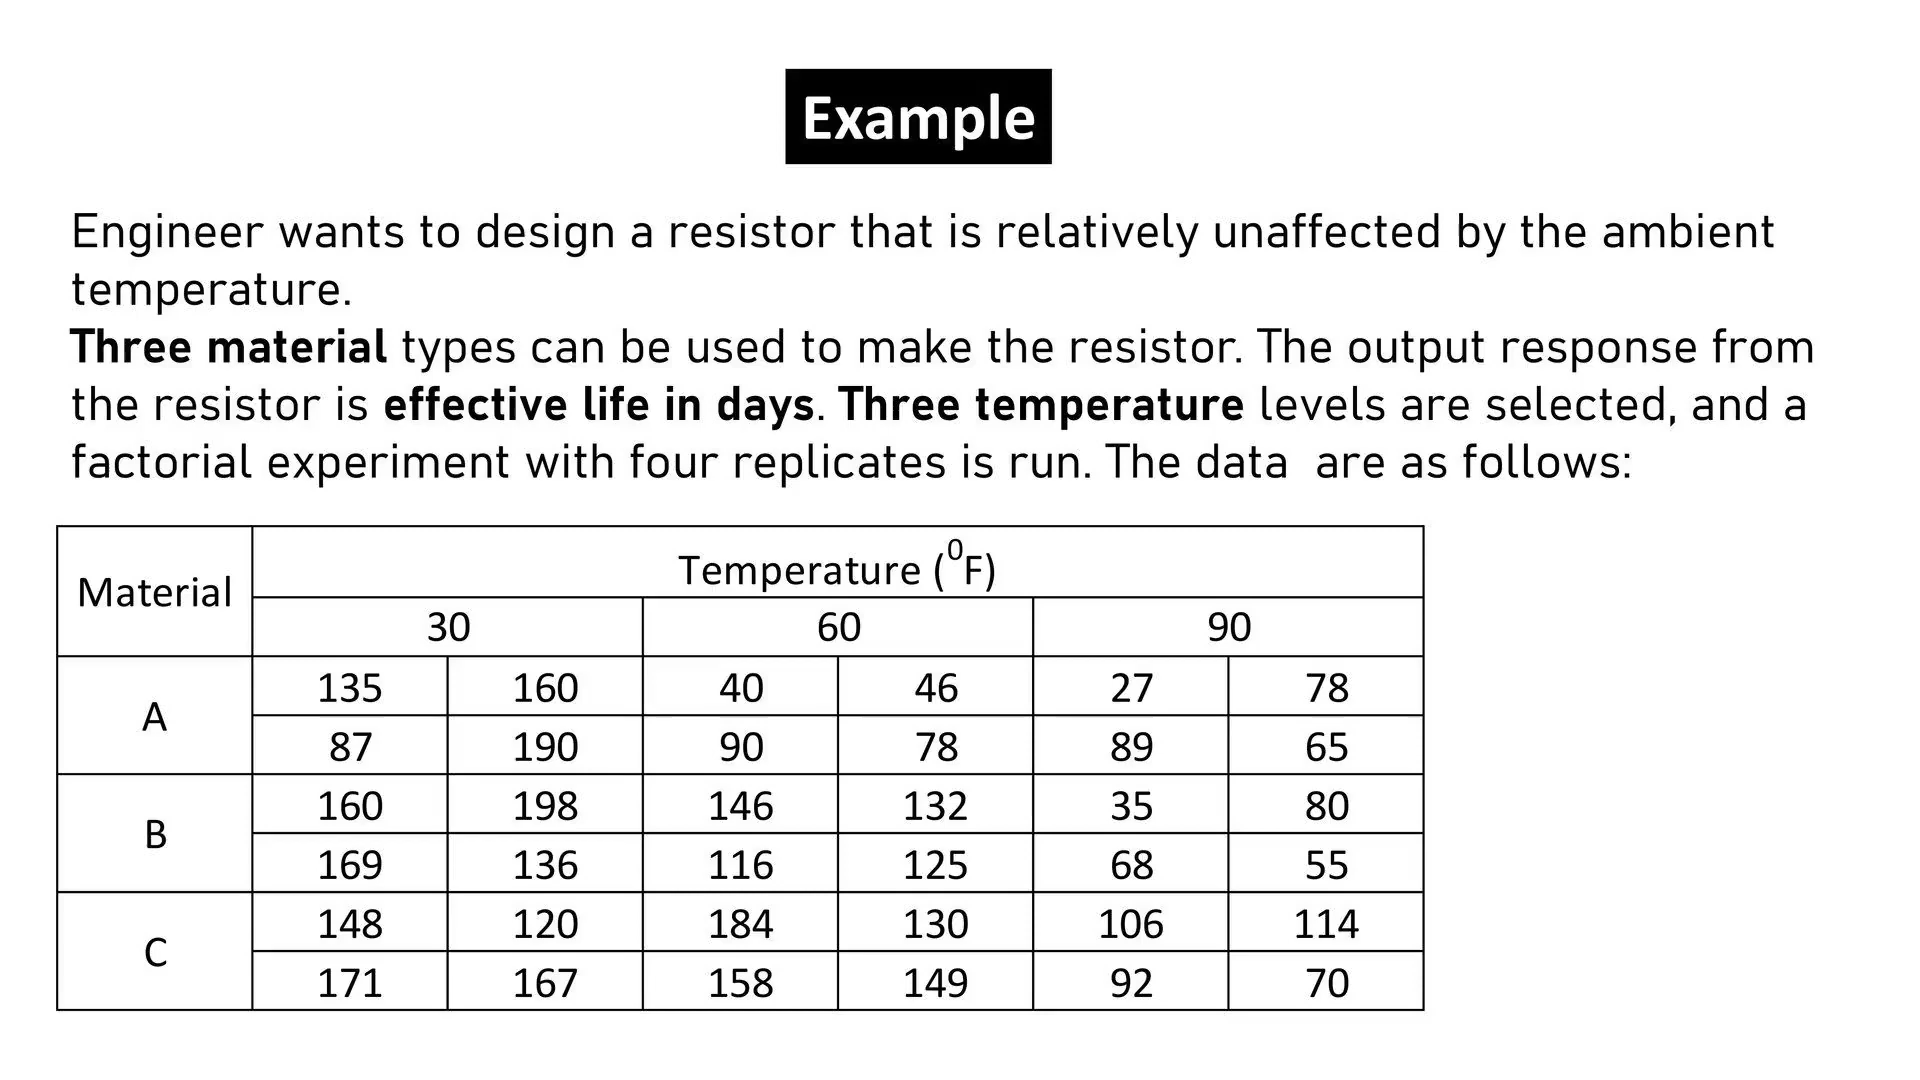 Example
Engineer wants to design a resistor that is relatively unaffected by the ambient
temperature.
Three material types can be used to make the resistor. The output response from
the resistor is effective life in days. Three temperature levels are selected, and a
factorial experiment with four replicates is run. The data  are as follows:
Material
Temperature (⁰F)
30 60 90
A
135 160 40 46 27 78
87 190 90 78 89 65
B
160 198 146 132 35 80
169 136 116 125 68 55
C
148 120 184 130 106 114
171 167 158 149 92 70